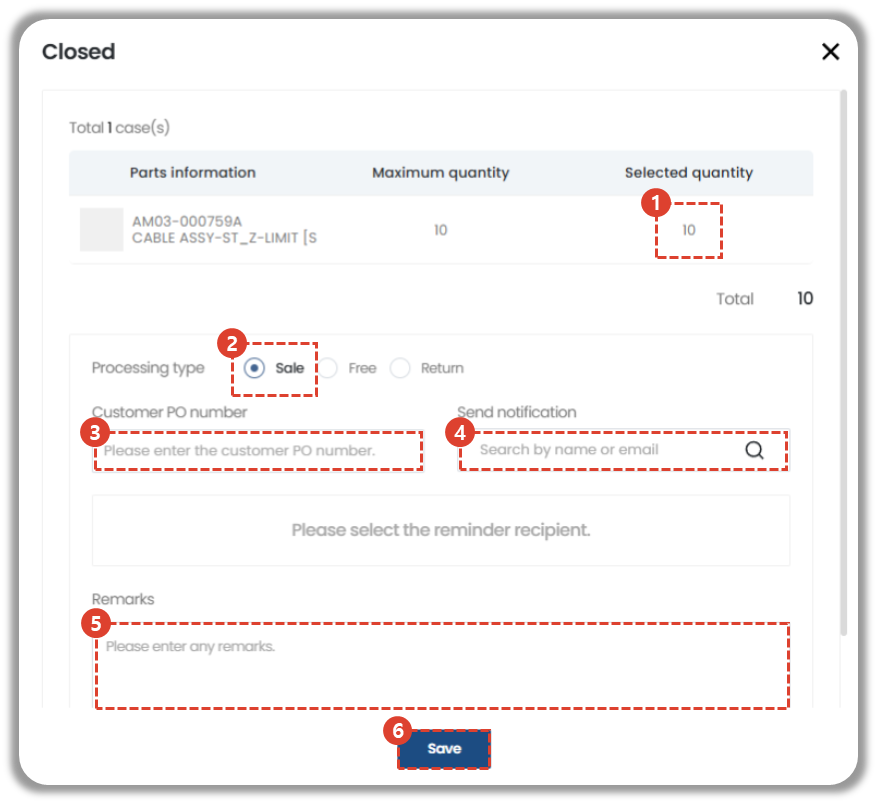 Closed
Total 1 case(s)
Parts information Maximum quantity Selected quantity
1
AM03-000759A
CABLE ASSY-ST_Z-LIMIT [S
10 10
Total 10
2
Processing type Sale Free Return
Customer PO number Send notification
3 4
Please enter the customer PO number. Search by name or email
Please select the reminder recipient.
Remarks
5
Please enter any remarks.
6
Save